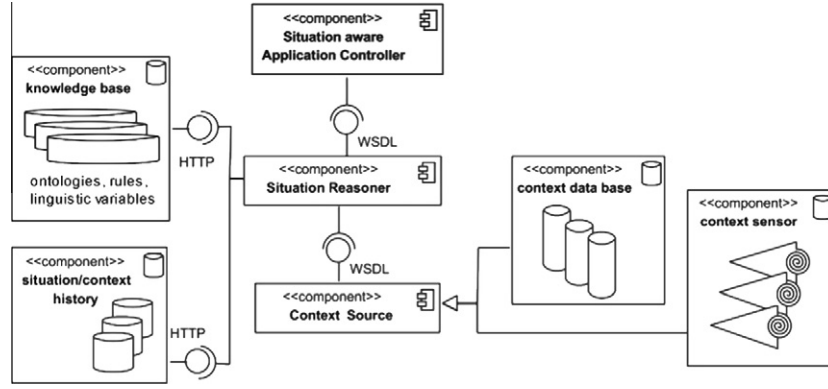 <<component>>
Situation aware
Application Controller
<<component>>
knowledge base
ontologies, rules,
linguistic variables
HTTP
WSDL
<<component>>
Situation Reasoner
<<component>>
context data base
<<component>>
context sensor
<<component>>
situation/context
history
HTTP
WSDL
<<component>>
Context Source